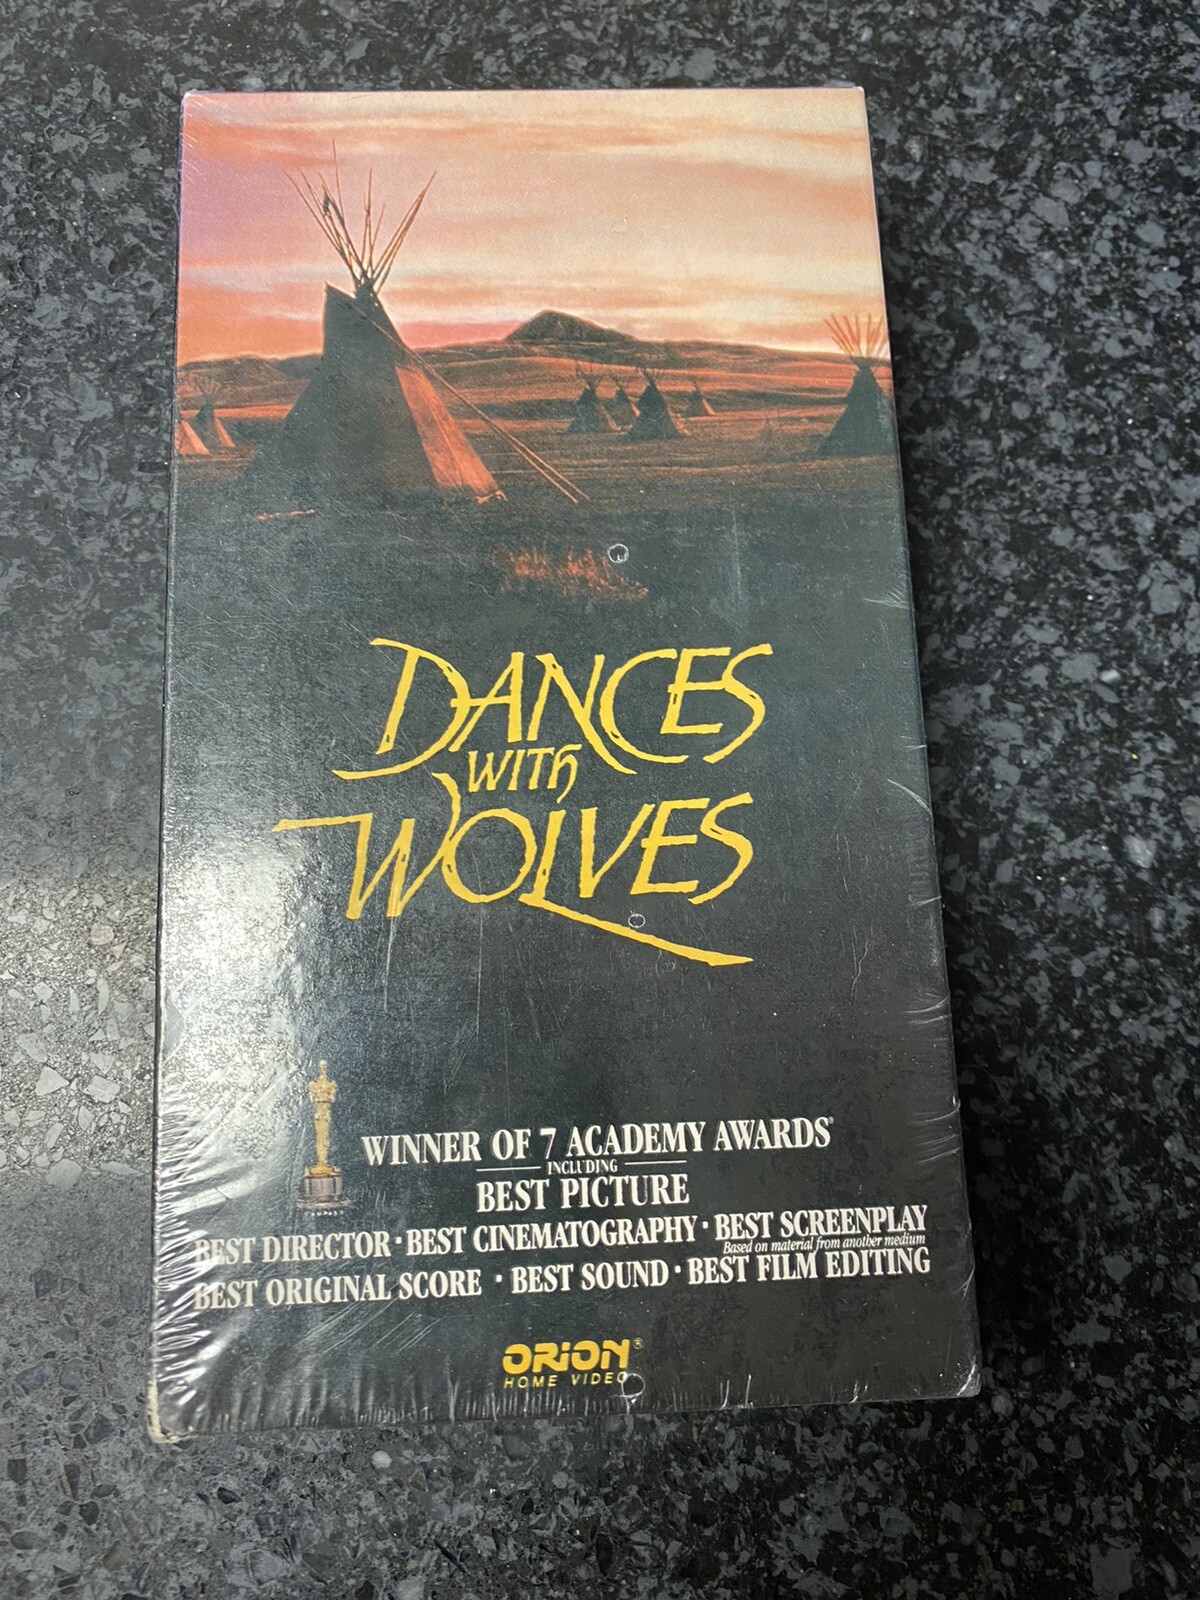 DANCES
WITH
WOLVES
WINNER OF 7 ACADEMY AWARDS®
INCLUDING
BEST PICTURE
BEST DIRECTOR · BEST CINEMATOGRAPHY · BEST SCREENPLAY
Based on material from another medium
BEST ORIGINAL SCORE · BEST SOUND · BEST FILM EDITING
ORION®
HOME VIDEO